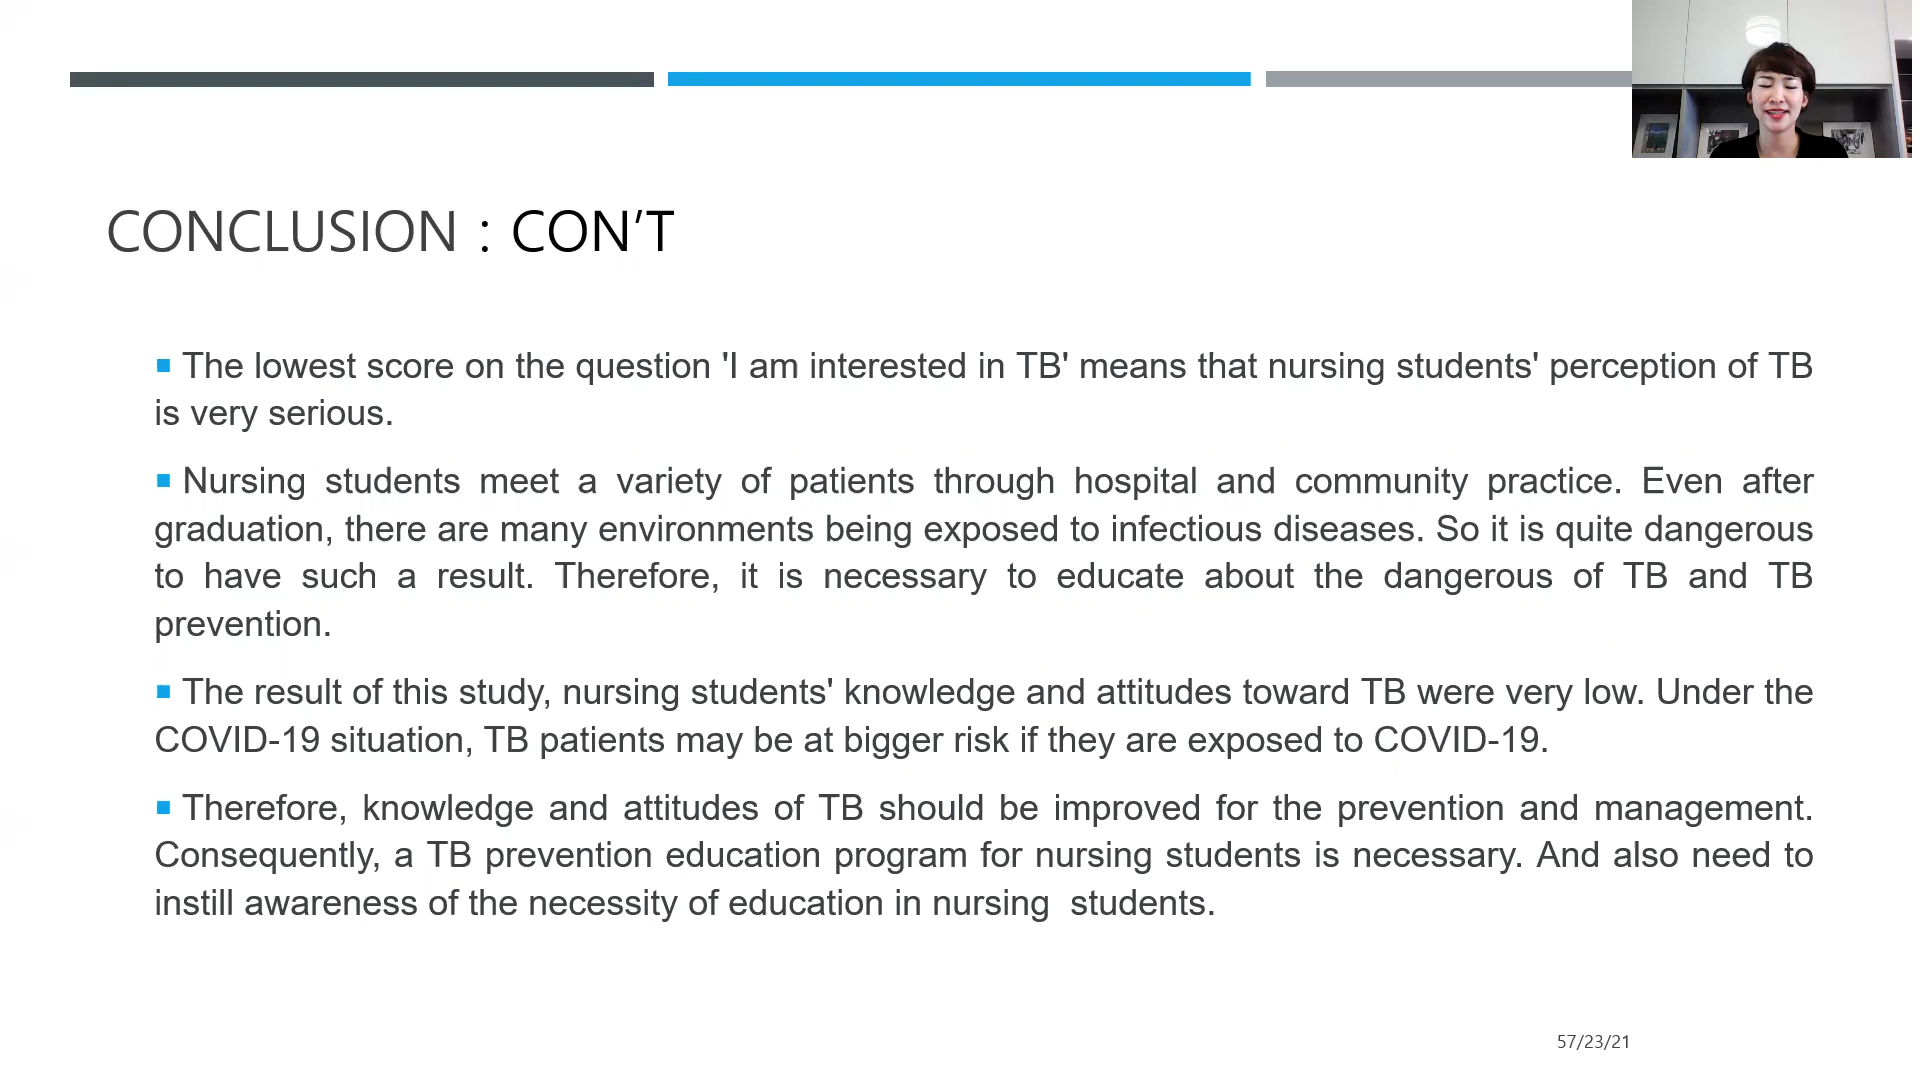 CONCLUSION : CON’T
The lowest score on the question 'I am interested in TB' means that nursing students' perception of TB
is very serious.
Nursing students meet a variety of patients through hospital and community practice. Even after
graduation, there are many environments being exposed to infectious diseases. So it is quite dangerous
to have such a result. Therefore, it is necessary to educate about the dangerous of TB and TB
prevention.
The result of this study, nursing students' knowledge and attitudes toward TB were very low. Under the
COVID-19 situation, TB patients may be at bigger risk if they are exposed to COVID-19.
Therefore, knowledge and attitudes of TB should be improved for the prevention and management.
Consequently, a TB prevention education program for nursing students is necessary. And also need to
instill awareness of the necessity of education in nursing  students.
57/23/21